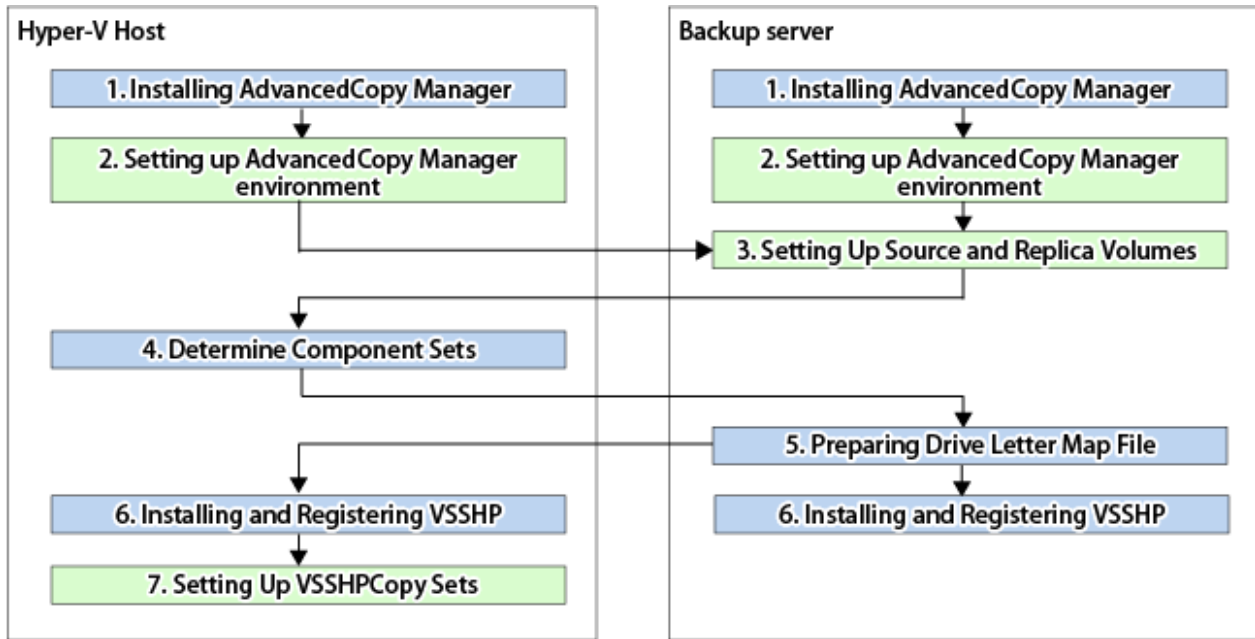 Hyper-V Host
1. Installing AdvancedCopy Manager
2. Setting up AdvancedCopy Manager
environment
4. Determine Component Sets
6. Installing and Registering VSSHP
7. Setting Up VSSHPCopy Sets
Backup server
1. Installing AdvancedCopy Manager
2. Setting up AdvancedCopy Manager
environment
3. Setting Up Source and Replica Volumes
5. Preparing Drive Letter Map File
6. Installing and Registering VSSHP